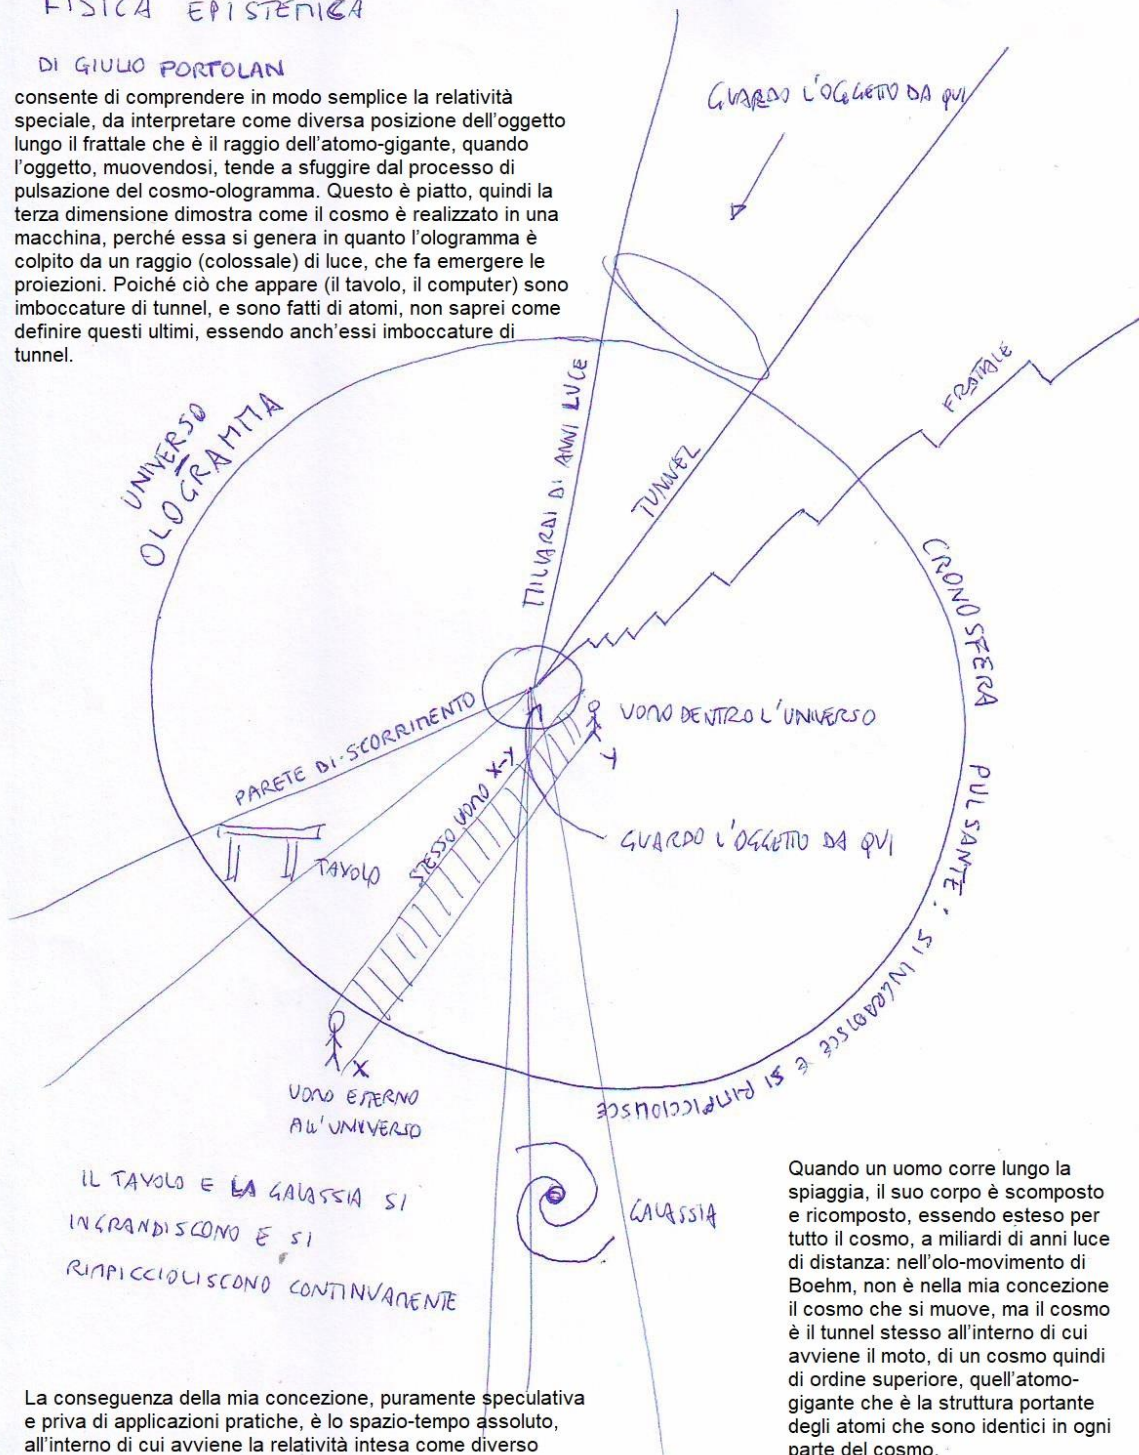 FISICA EPISTEMICA
DI GIULIO PORTOLAN
consente di comprendere in modo semplice la relatività
speciale, da interpretare come diversa posizione dell'oggetto
lungo il frattale che è il raggio dell'atomo-gigante, quando
l'oggetto, muovendosi, tende a sfuggire dal processo di
pulsazione del cosmo-ologramma. Questo è piatto, quindi la
terza dimensione dimostra come il cosmo è realizzato in una
macchina, perché essa si genera in quanto l'ologramma è
colpito da un raggio (colossale) di luce, che fa emergere le
proiezioni. Poiché ciò che appare (il tavolo, il computer) sono
imboccature di tunnel, e sono fatti di atomi, non saprei come
definire questi ultimi, essendo anch'essi imboccature di
tunnel.
GUARDO L'OGGETTO DA QUI
UNIVERSO
OLOGRAMMA
MILIARDI DI ANNI LUCE
TUNNEL
FRATTALE
CRONOSFERA PULSANTE: SI INGRADISCE E SI RIMPICCIOLISCE
PARETE DI SCORRIMENTO
UOMO DENTRO L'UNIVERSO
Y
STESSO UOMO X-Y
GUARDO L'OGGETTO DA QUI
TAVOLO
X
UOMO ESTERNO
ALL'UNIVERSO
GALASSIA
IL TAVOLO E LA GALASSIA SI
INGRANDISCONO E SI
RIMPICCIOLISCONO CONTINUAMENTE
Quando un uomo corre lungo la
spiaggia, il suo corpo è scomposto
e ricomposto, essendo esteso per
tutto il cosmo, a miliardi di anni luce
di distanza: nell'olo-movimento di
Boehm, non è nella mia concezione
il cosmo che si muove, ma il cosmo
è il tunnel stesso all'interno di cui
avviene il moto, di un cosmo quindi
di ordine superiore, quell'atomo-
gigante che è la struttura portante
degli atomi che sono identici in ogni
parte del cosmo.
La conseguenza della mia concezione, puramente speculativa
e priva di applicazioni pratiche, è lo spazio-tempo assoluto,
all'interno di cui avviene la relatività intesa come diverso